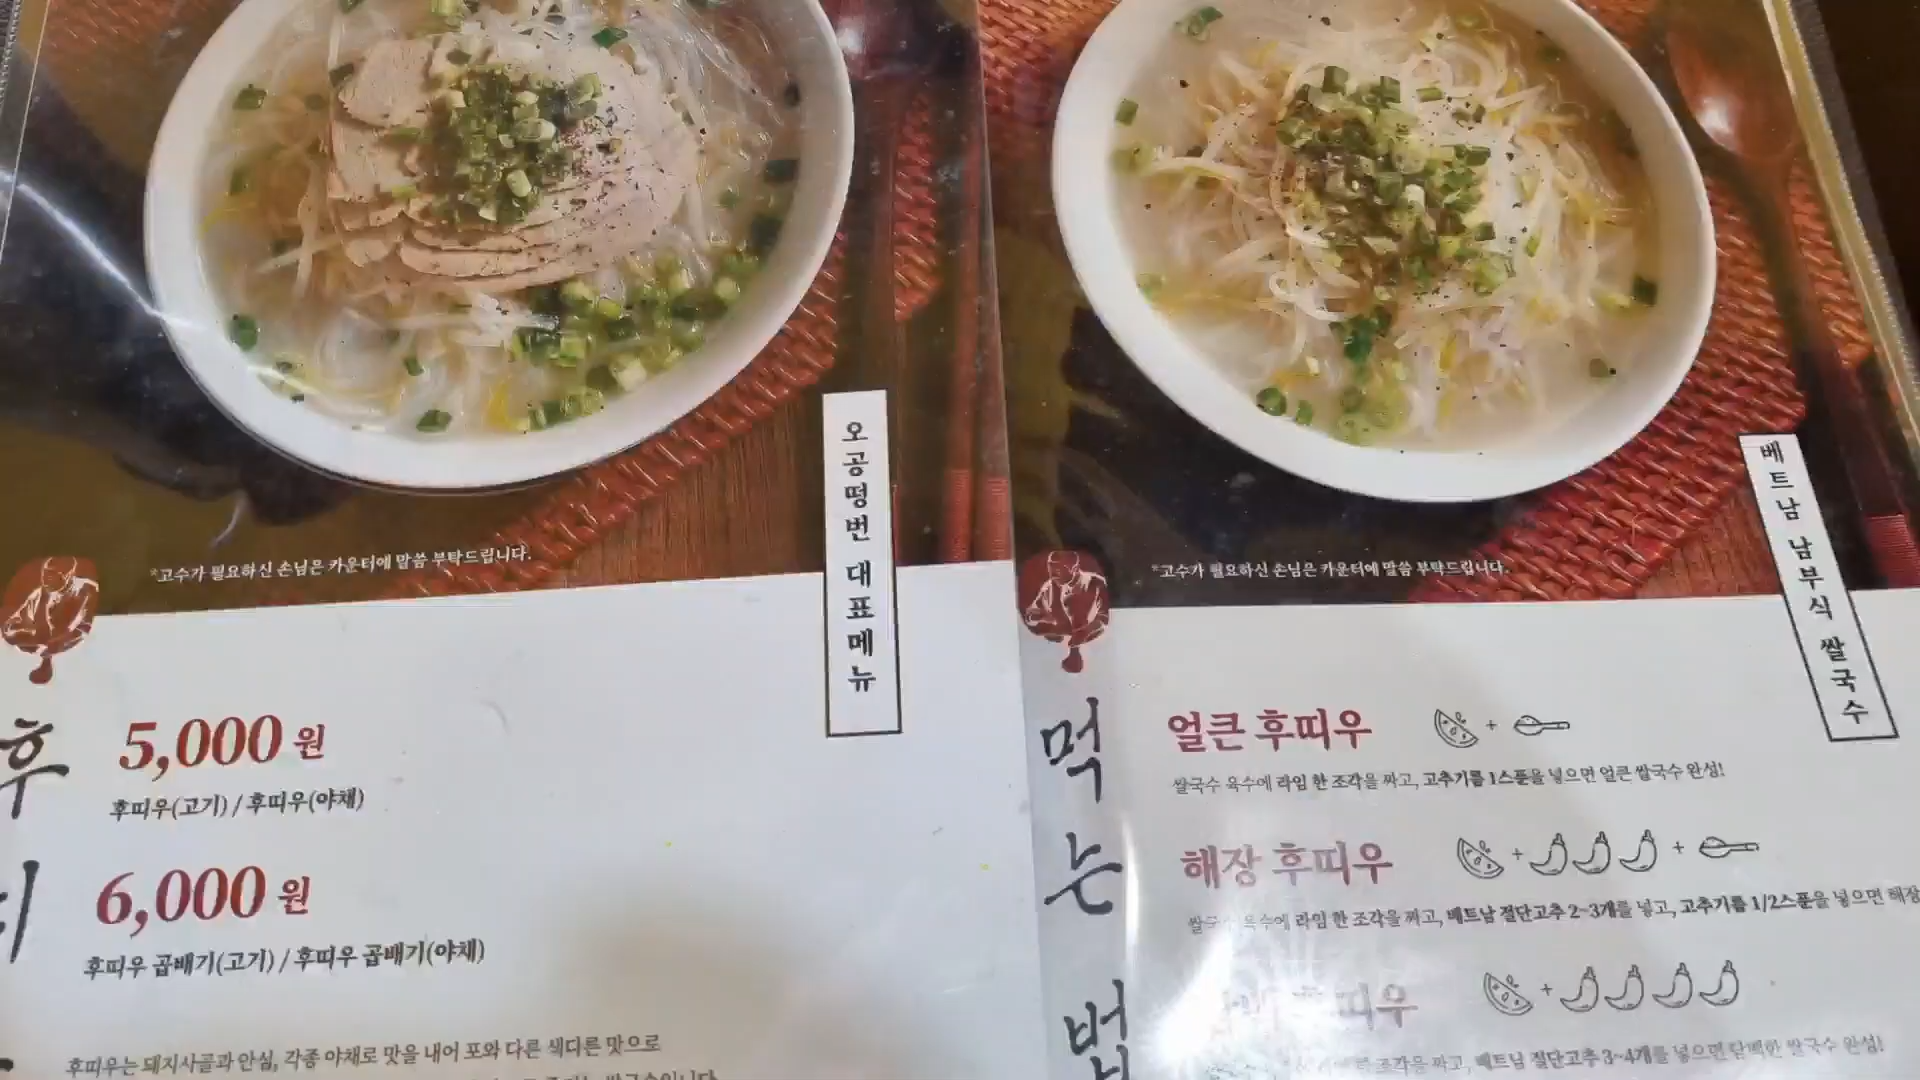 오공떵번 대표메뉴
*고수가 필요하신 손님은 카운터에 말씀 부탁드립니다.
후띠
5,000원
후띠우(고기) / 후띠우(야채)
6,000원
후띠우 곱배기(고기) / 후띠우 곱배기(야채)
후띠우는 돼지사골과 안심, 각종 야채로 맛을 내어 포와 다른 색다른 맛으로
베트남 남부식 쌀국수
*고수가 필요하신 손님은 카운터에 말씀 부탁드립니다.
먹는법
얼큰 후띠우
+
쌀국수 육수에 라임 한 조각을 짜고, 고추기름 1스푼을 넣으면 얼큰 쌀국수 완성!
해장 후띠우
+ +
쌀국수 육수에 라임 한 조각을 짜고, 베트남 절단고추 2~3개를 넣고, 고추기름 1/2스푼을 넣으면 해장
후띠우
+
조각을 짜고, 베트남 절단고추 3~4개를 넣으면 담백한 쌀국수 완성!